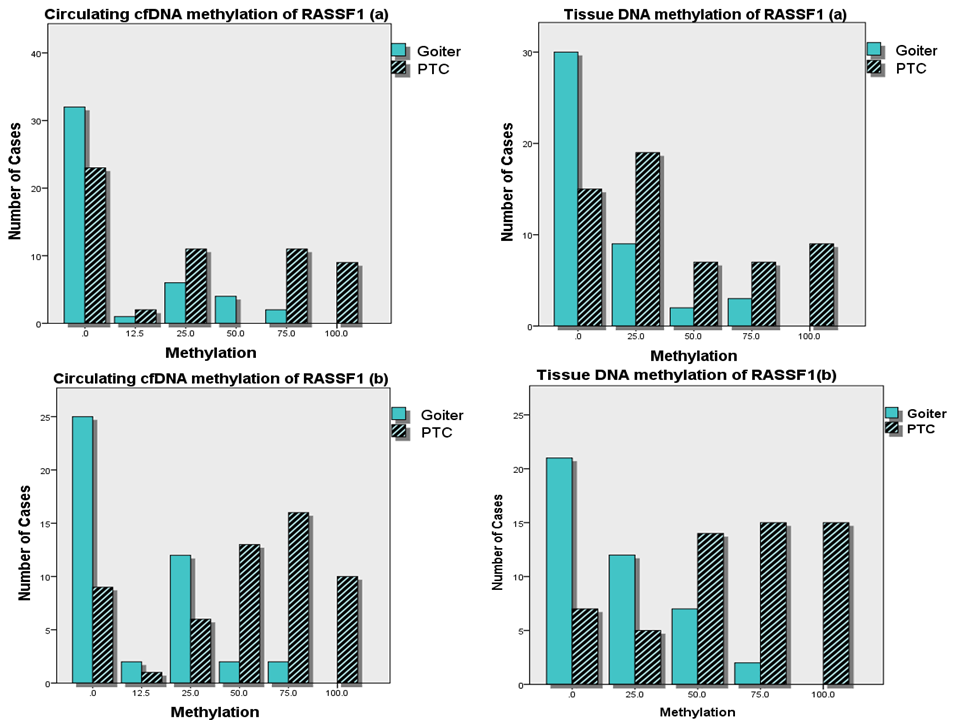 Circulating cfDNA methylation of RASSF1 (a)
Goiter
PTC
Number of Cases
40
30
20
10
0
.0 12.5 25.0 50.0 75.0 100.0
Methylation
Tissue DNA methylation of RASSF1 (a)
Goiter
PTC
Number of Cases
30
20
10
0
.0 25.0 50.0 75.0 100.0
Methylation
Circulating cfDNA methylation of RASSF1 (b)
Goiter
PTC
Number of Cases
25
20
15
10
5
0
.0 12.5 25.0 50.0 75.0 100.0
Methylation
Tissue DNA methylation of RASSF1(b)
Goiter
PTC
Number of Cases
25
20
15
10
5
0
.0 25.0 50.0 75.0 100.0
Methylation